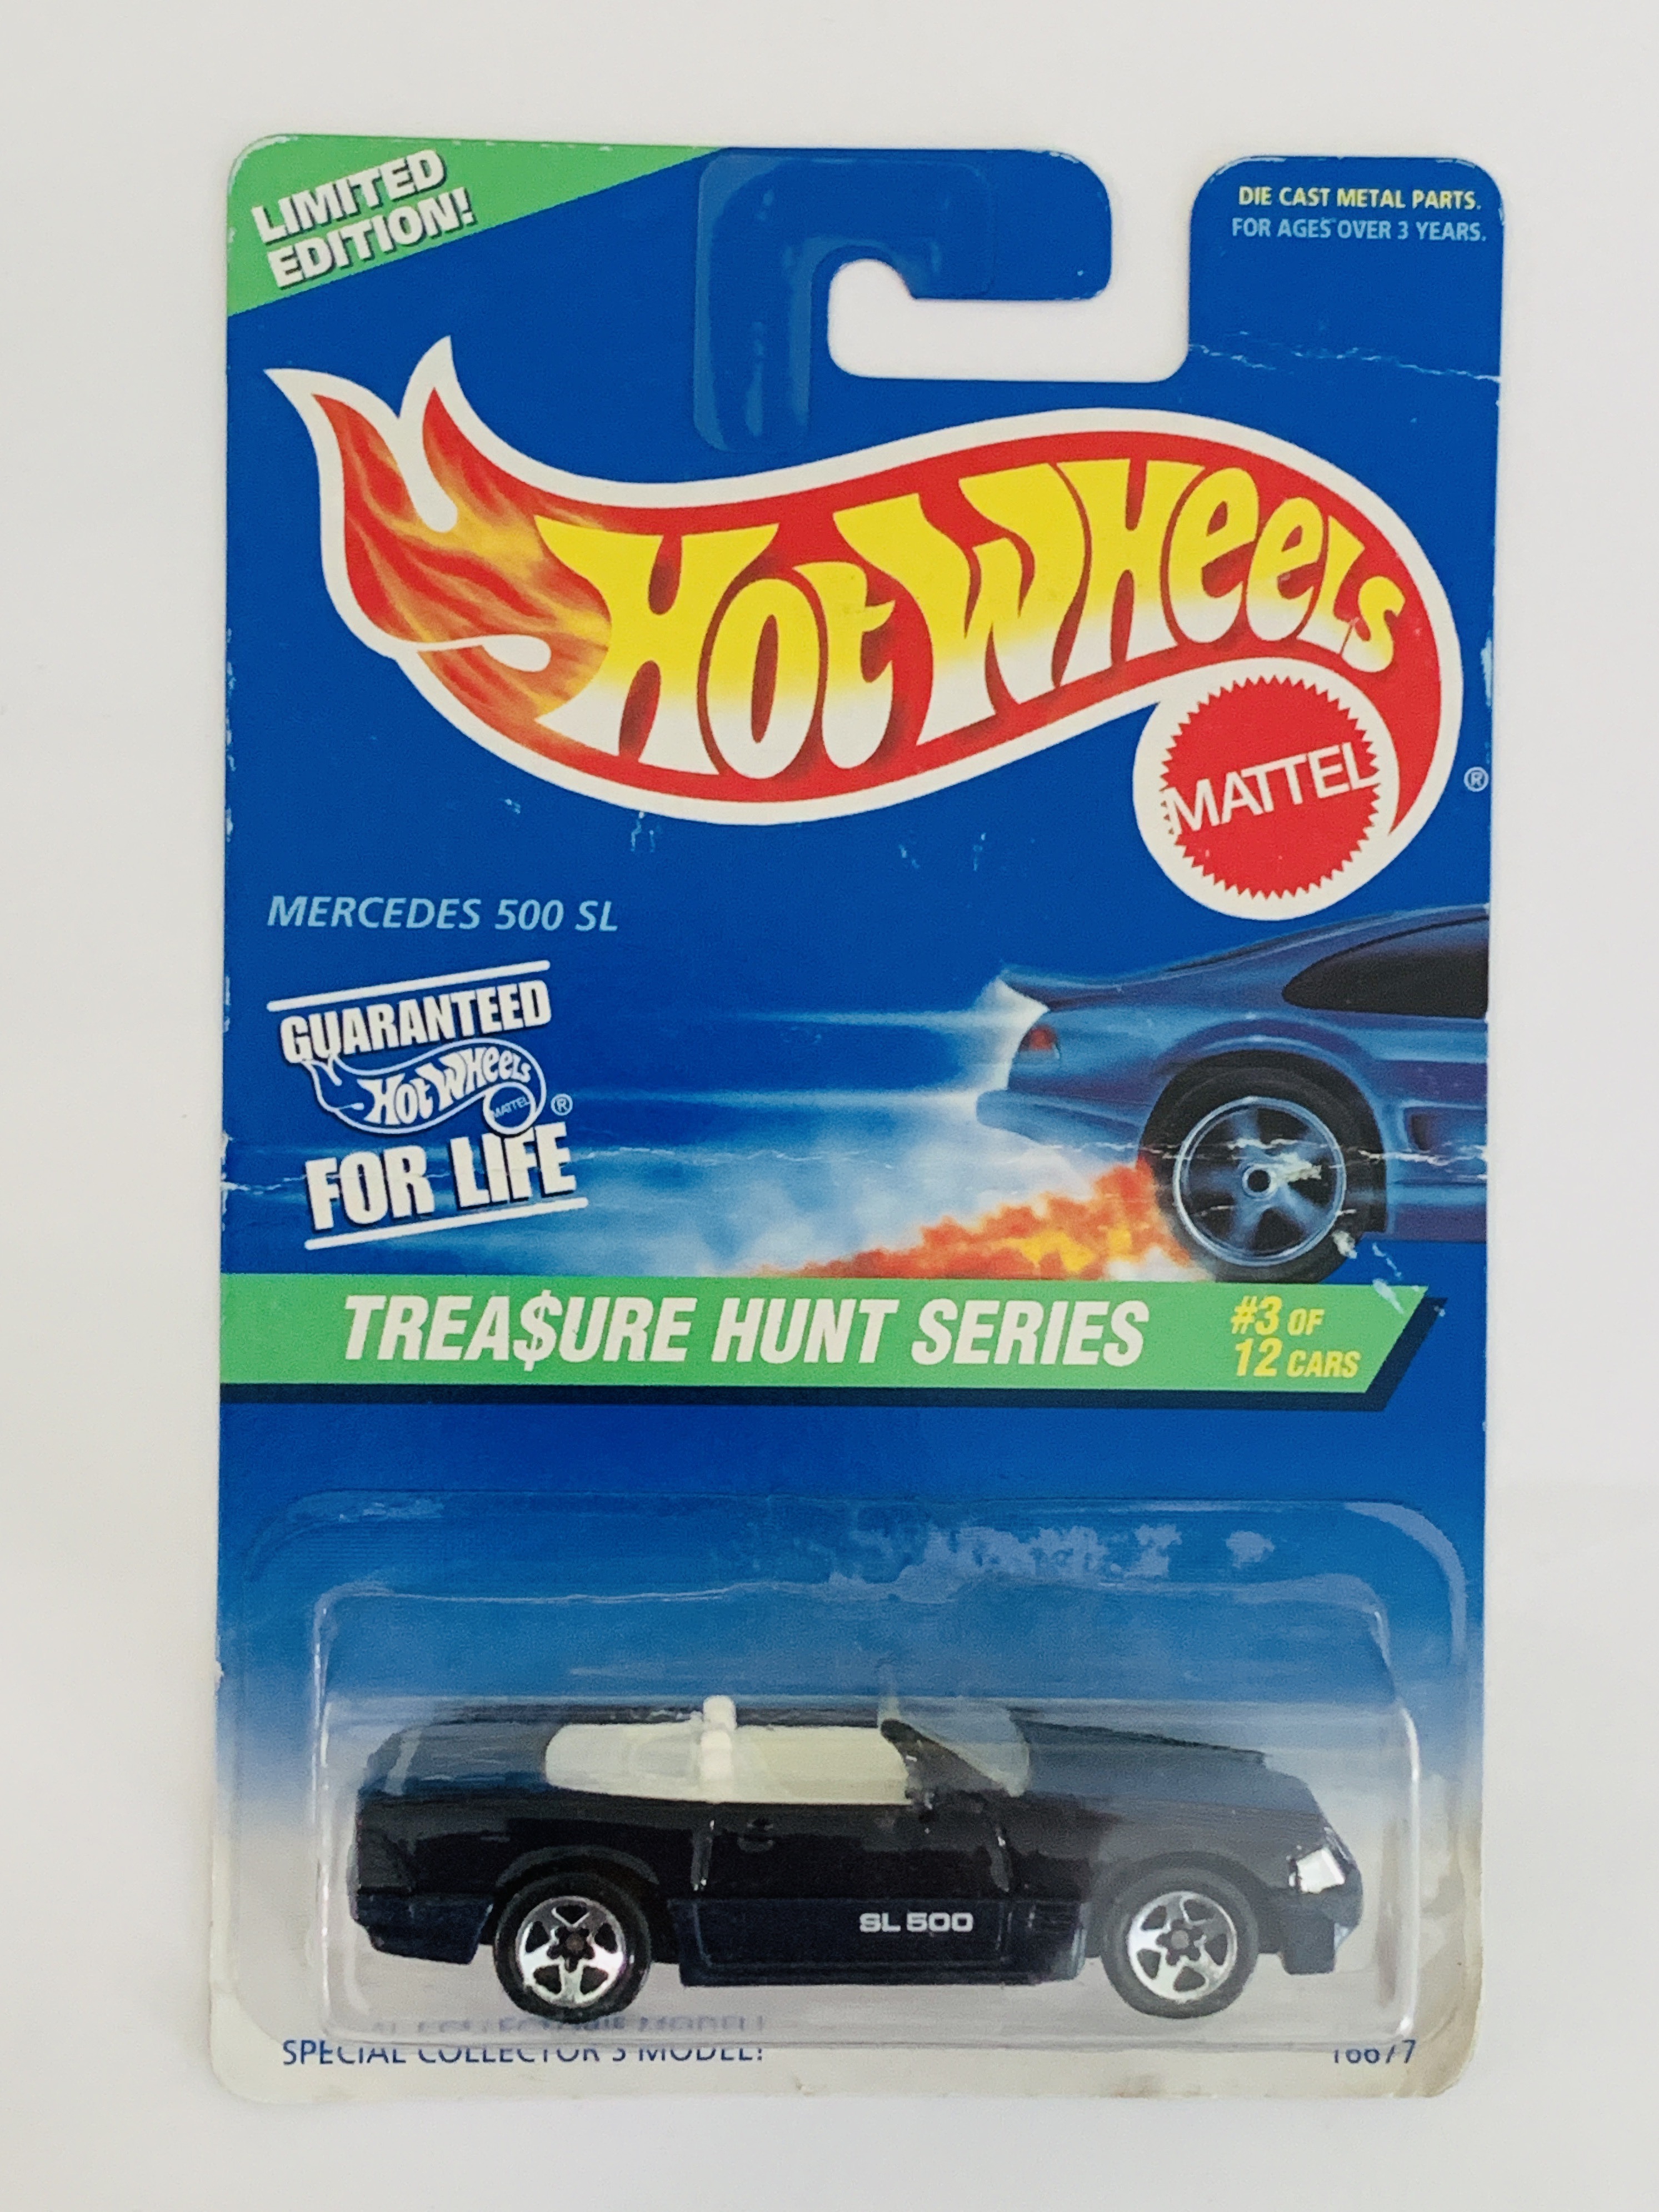 LIMITED
EDITION!
DIE CAST METAL PARTS.
FOR AGES OVER 3 YEARS.
HOT WHEELS
MATTEL
®
MERCEDES 500 SL
GUARANTEED
HOT WHEELS
MATTEL
®
FOR LIFE
TREA$URE HUNT SERIES
#3 OF
12 CARS
SL 500
SPECIAL COLLECTOR'S MODEL!
16677